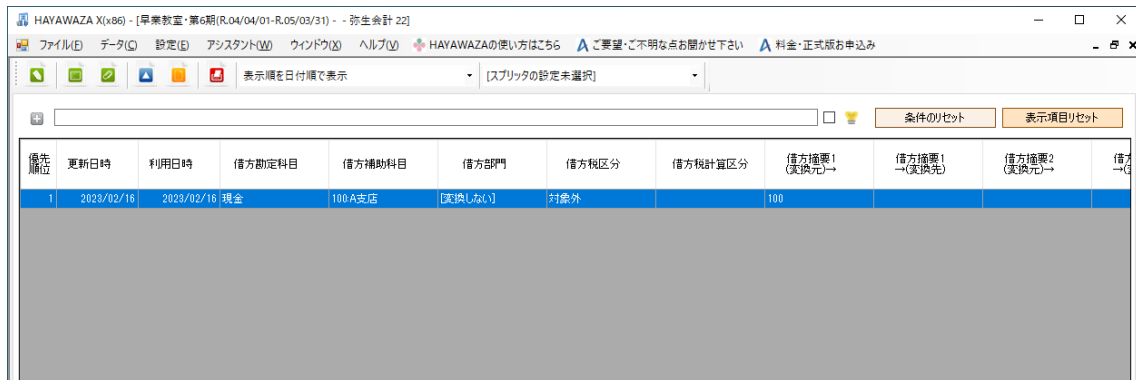 HAYAWAZA X(x86) - [早業教室・第6期(R.04/04/01-R.05/03/31) - - 弥生会計 22]
ファイル(F) データ(C) 設定(E) アシスタント(W) ウィンドウ(X) ヘルプ(V) HAYAWAZAの使い方はこちら ご要望・ご不明な点お聞かせ下さい 料金・正式版お申込み
表示順を日付順で表示 [スプリッタの設定未選択]
条件のリセット 表示項目リセット
優先順位 更新日時 利用日時 借方勘定科目 借方補助科目 借方部門 借方税区分 借方税計算区分 借方摘要1(変換元)→ 借方摘要1→(変換先) 借方摘要2(変換元)→
1 2023/02/16 2023/02/16 現金 100:A支店 [変換しない] 対象外 100